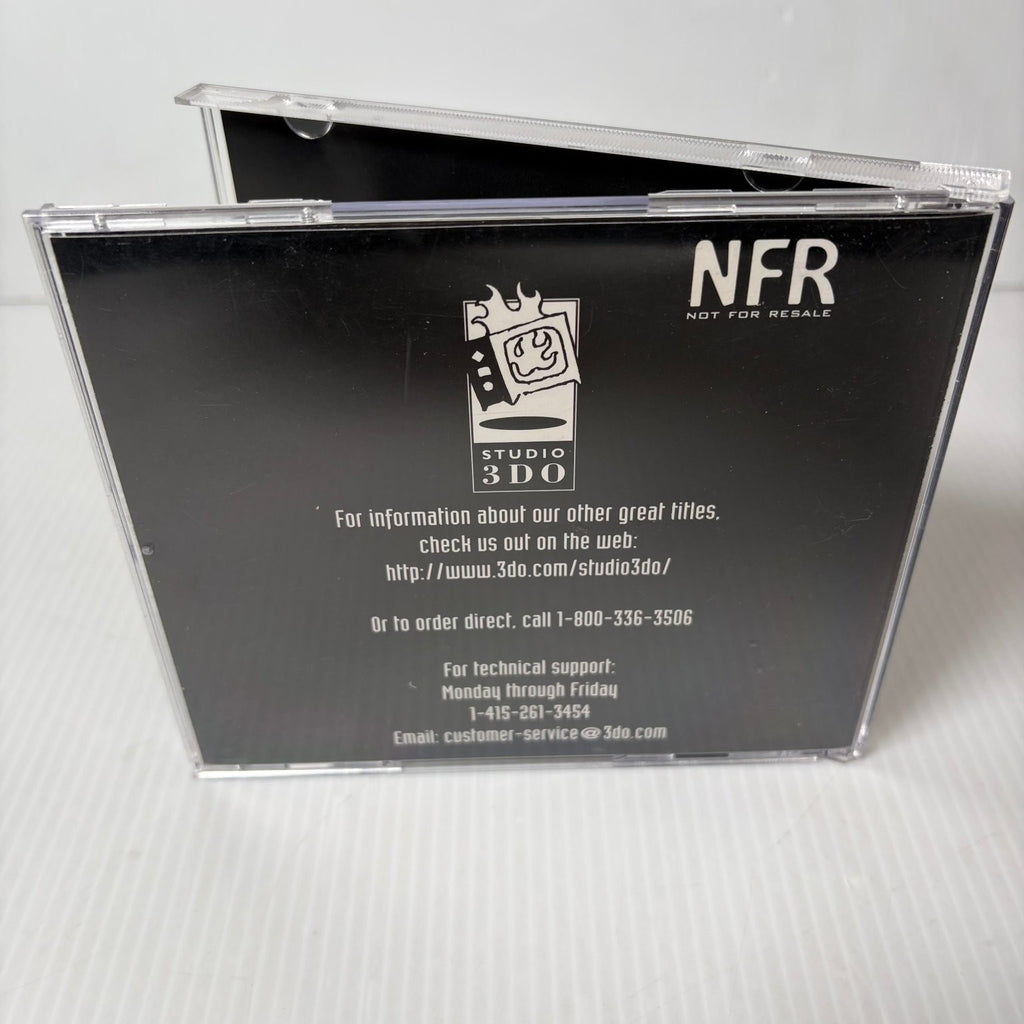 NFR
NOT FOR RESALE
STUDIO
3DO
For information about our other great titles,
check us out on the web:
http://www.3do.com/studio3do/
Or to order direct, call 1-800-336-3506
For technical support:
Monday through Friday
1-415-261-3454
Email: customer-service@3do.com